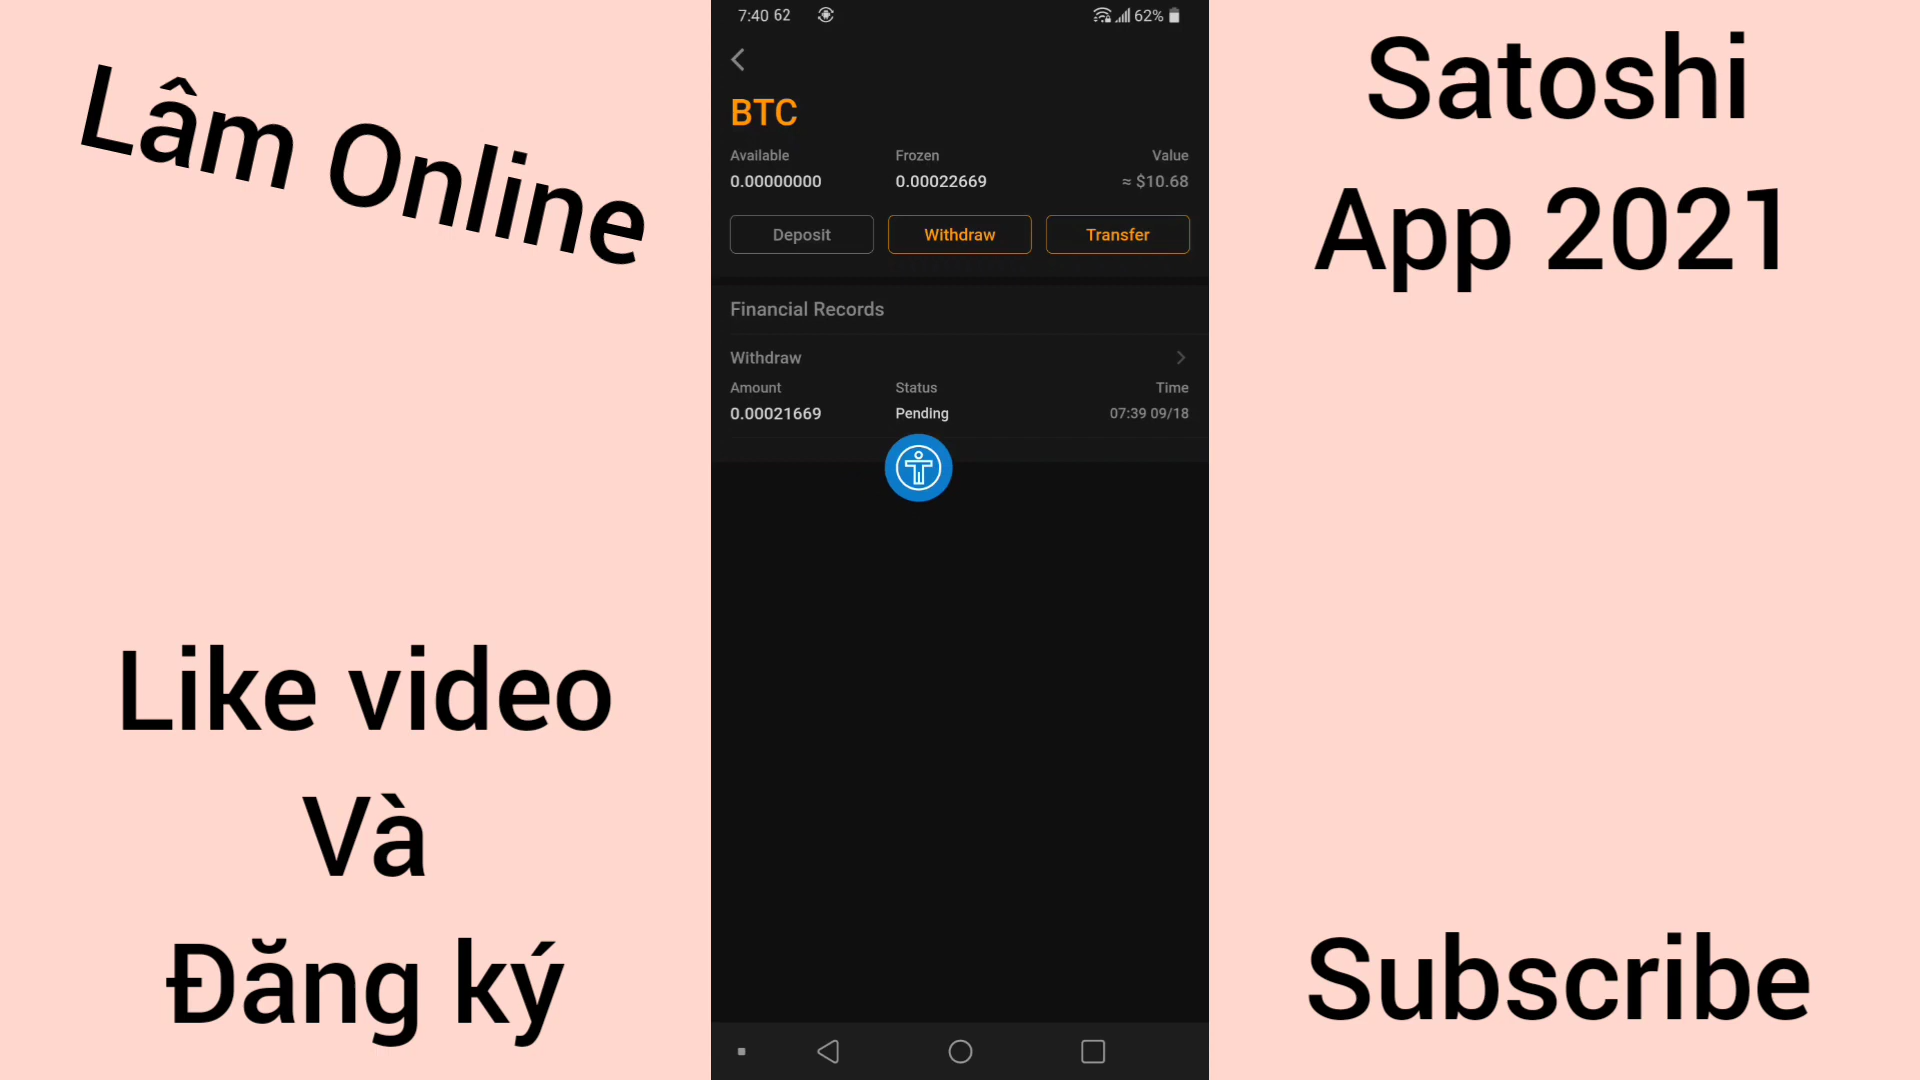 Lâm Online
Like video
Và
Đăng ký
7:40 62
62%
BTC
Available Frozen Value
0.00000000 0.00022669 ≈ $10.68
Deposit Withdraw Transfer
Financial Records
Withdraw
Amount Status Time
0.00021669 Pending 07:39 09/18
Satoshi
App 2021
Subscribe